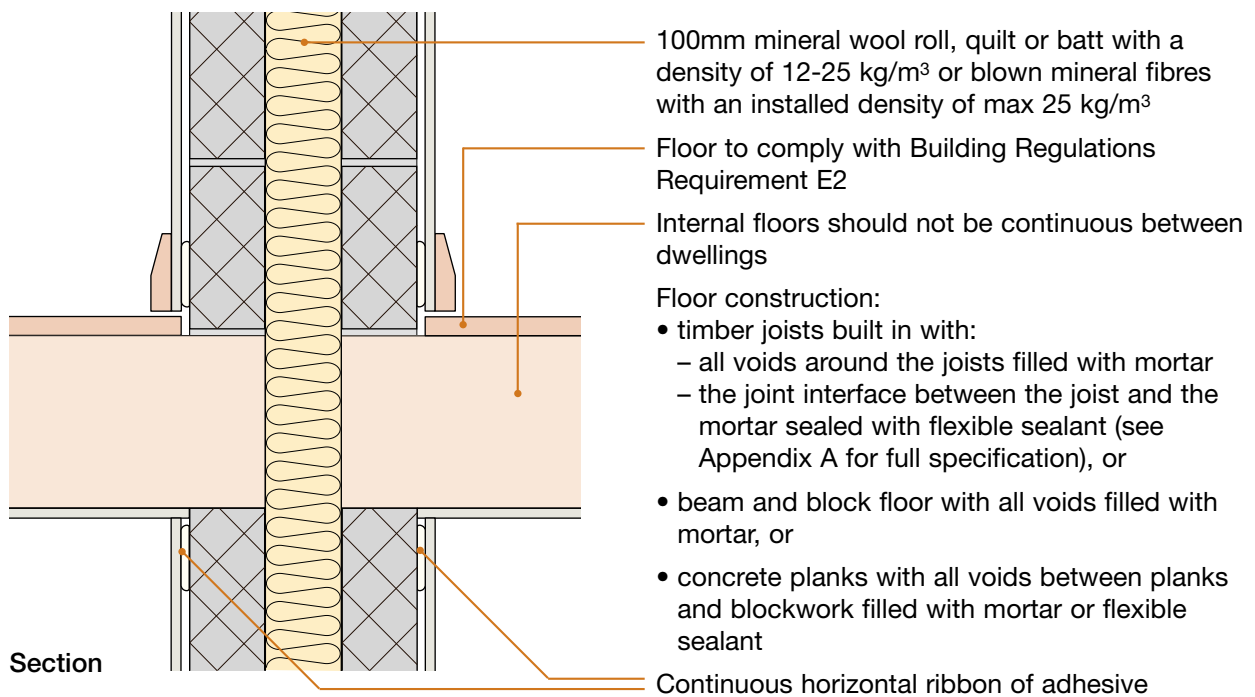 100mm mineral wool roll, quilt or batt with a
density of 12-25 kg/m³ or blown mineral fibres
with an installed density of max 25 kg/m³
Floor to comply with Building Regulations
Requirement E2
Internal floors should not be continuous between
dwellings
Floor construction:
• timber joists built in with:
– all voids around the joists filled with mortar
– the joint interface between the joist and the
mortar sealed with flexible sealant (see
Appendix A for full specification), or
• beam and block floor with all voids filled with
mortar, or
• concrete planks with all voids between planks
and blockwork filled with mortar or flexible
sealant
Section
Continuous horizontal ribbon of adhesive